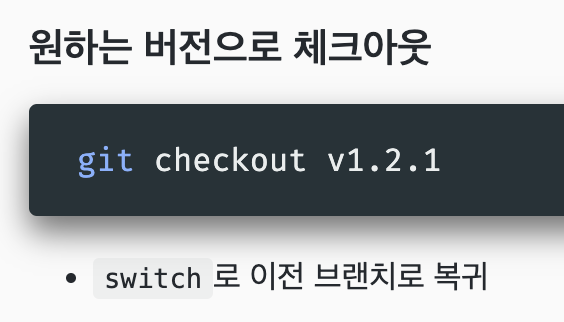 원하는 버전으로 체크아웃
git checkout v1.2.1
• switch로 이전 브랜치로 복귀